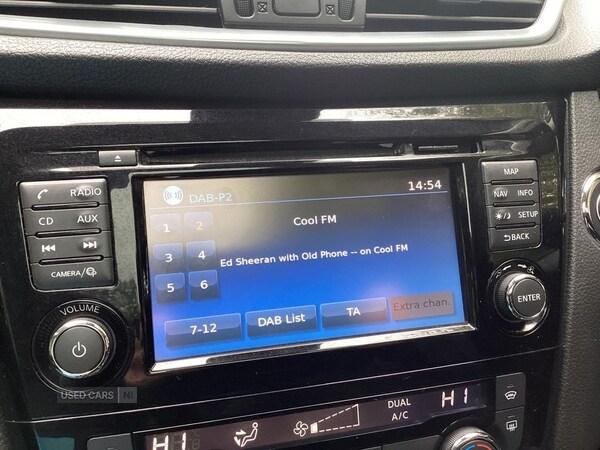 RADIO
CD AUX
CAMERA/
VOLUME
USED CARS NI
DAB-P2
14:54
1 2
3 4
5 6
Cool FM
Ed Sheeran with Old Phone -- on Cool FM
7-12
DAB List
TA
Extra chan.
MAP
NAV INFO
SETUP
BACK
ENTER
HI
DUAL
A/C
HI